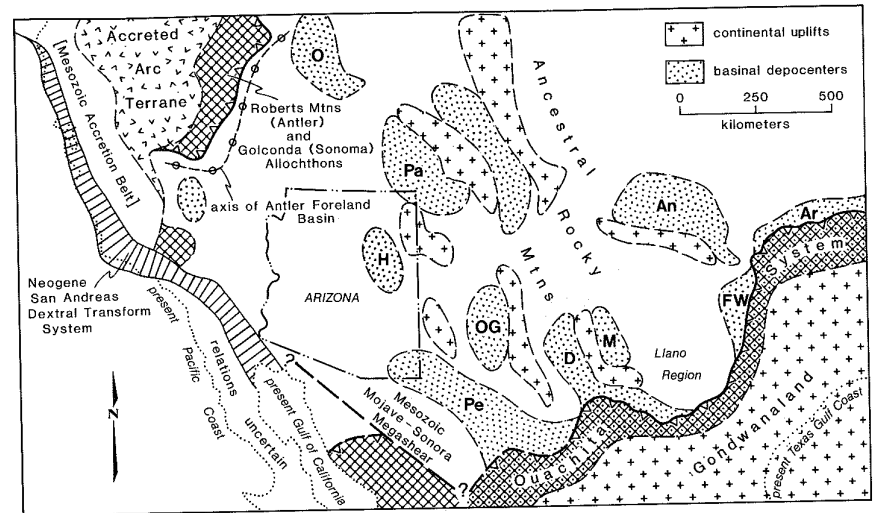 Accreted
Arc
Terrane
[Mesozoic Accretion Belt]
O
Roberts Mtns
(Antler)
and
Golconda (Sonoma)
Allochthons
axis of Antler Foreland
Basin
continental uplifts
basinal depocenters
0 250 500
kilometers
Ancestral
Rocky
Mtns
Pa
An
Ar
System
FW
H
ARIZONA
OG
D
M
Llano
Region
Pe
Neogene
San Andreas
Dextral Transform
System
present
Pacific
Coast
relations
uncertain
present Gulf of California
?
Mesozoic
Mojave-Sonora
Megashear
?
Ouachita
'Gondwanaland'
present Texas Gulf Coast
N